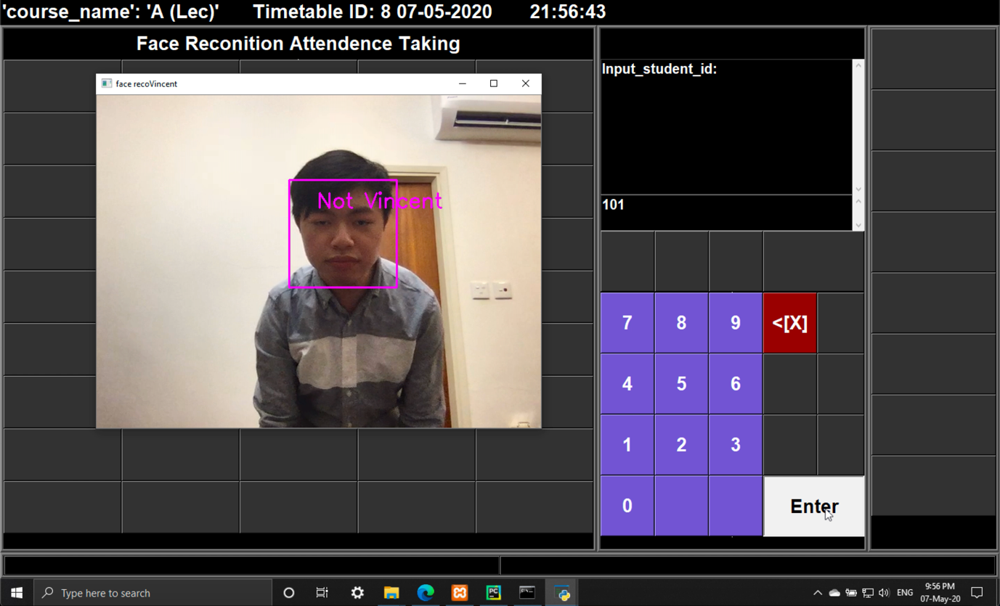 'course_name': 'A (Lec)' Timetable ID: 8 07-05-2020 21:56:43
Face Reconition Attendence Taking
face recoVincent
Not Vincent
Input_student_id:
101
7 8 9 <[X]
4 5 6
1 2 3
0 Enter
Type here to search
PC
ENG
9:56 PM
07-May-20